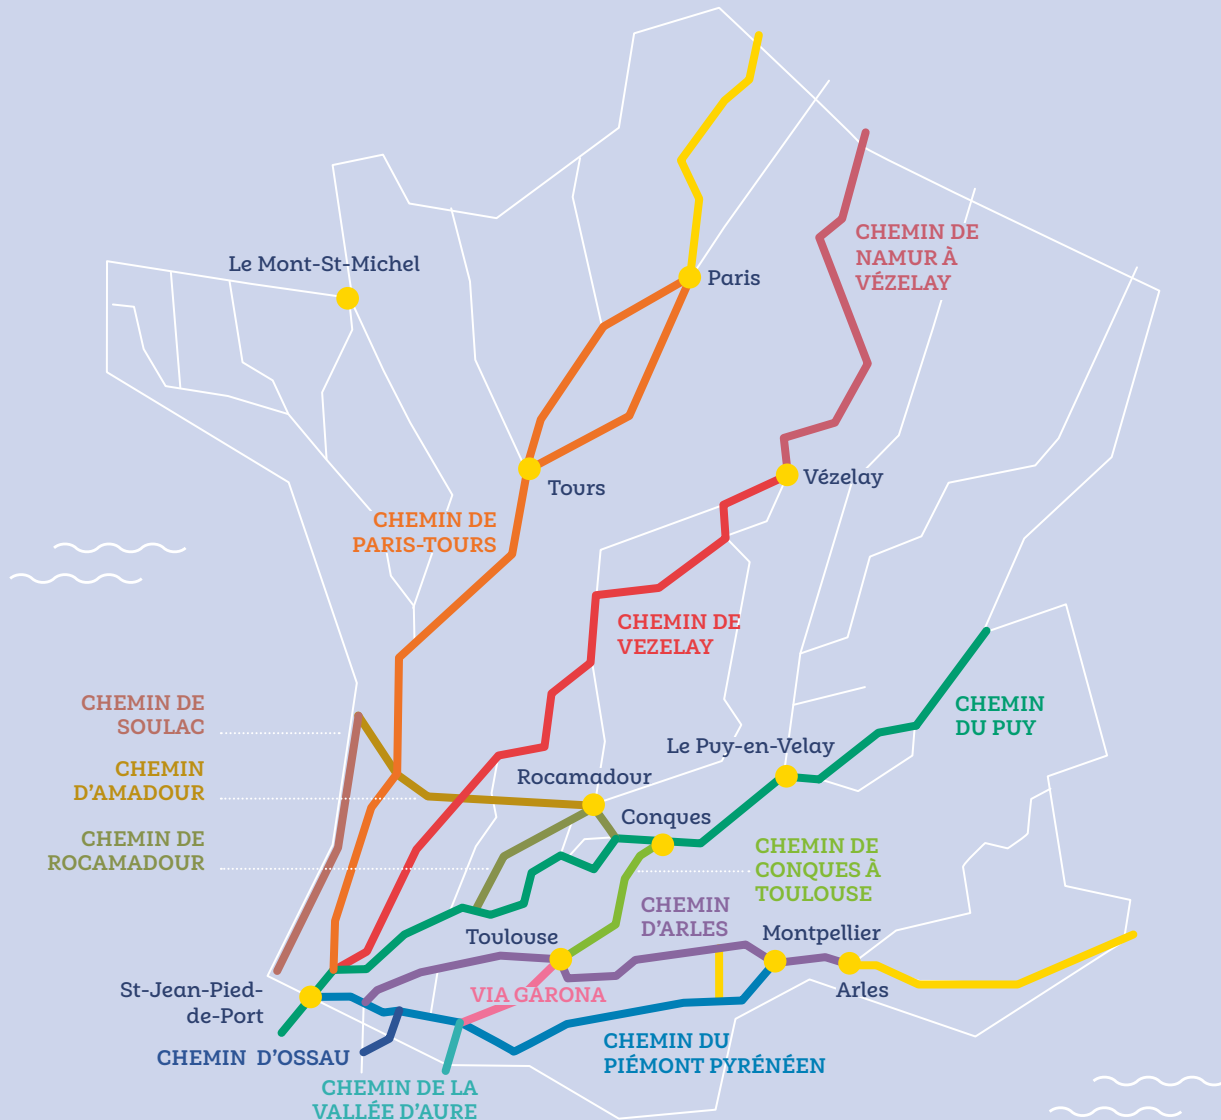 CHEMIN DE
NAMUR À
VÉZELAY
Le Mont-St-Michel
Paris
Vézelay
Tours
CHEMIN DE
PARIS-TOURS
CHEMIN DE
VEZELAY
CHEMIN DE
SOULAC
CHEMIN
DU PUY
Le Puy-en-Velay
CHEMIN
D'AMADOUR
Rocamadour
Conques
CHEMIN DE
ROCAMADOUR
CHEMIN DE
CONQUES À
TOULOUSE
CHEMIN
D'ARLES
Toulouse
Montpellier
St-Jean-Pied-
de-Port
VIA GARONA
Arles
CHEMIN D'OSSAU
CHEMIN DU
PIÉMONT PYRÉNÉEN
CHEMIN DE LA
VALLÉE D'AURE